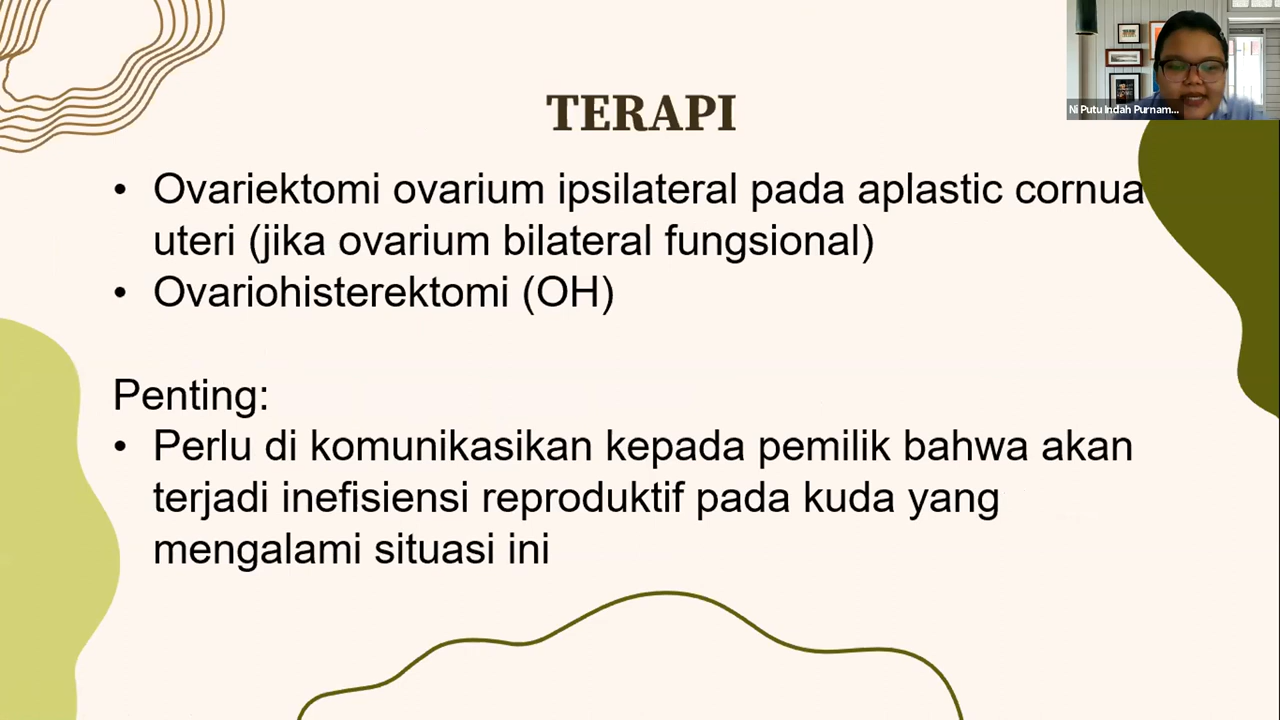 Ni Putu Indah Purnam...
TERAPI
• Ovariektomi ovarium ipsilateral pada aplastic cornua
uteri (jika ovarium bilateral fungsional)
• Ovariohisterektomi (OH)
Penting:
• Perlu di komunikasikan kepada pemilik bahwa akan
terjadi inefisiensi reproduktif pada kuda yang
mengalami situasi ini